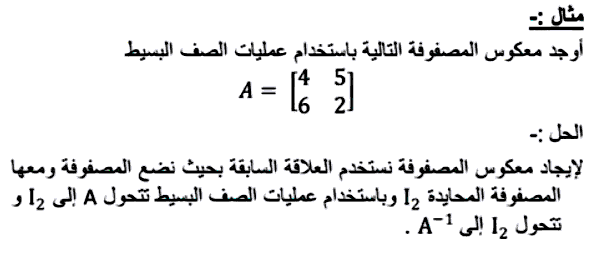 مثال :-
أوجد معكوس المصفوفة التالية باستخدام عمليات الصف البسيط
A = [4 5
6 2]
الحل :-
لإيجاد معكوس المصفوفة نستخدم العلاقة السابقة بحيث نضع المصفوفة ومعها
المصفوفة المحايدة I₂ وباستخدام عمليات الصف البسيط تتحول A إلى I₂ و
تتحول I₂ إلى A⁻¹ .